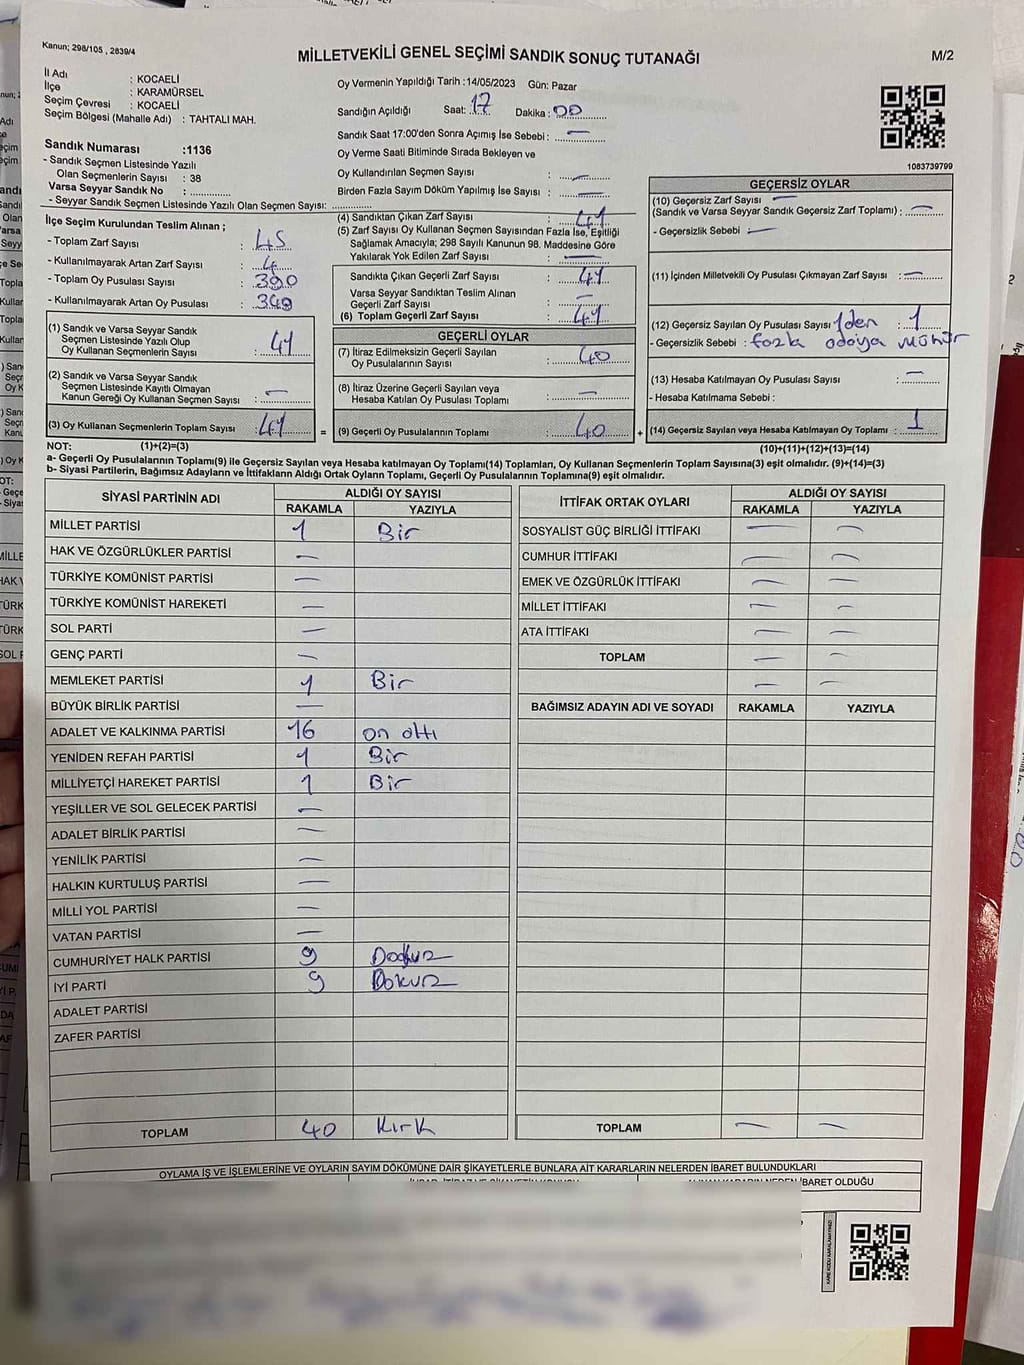 Kanun; 298/105 , 2839/4
MİLLETVEKİLİ GENEL SEÇİMİ SANDIK SONUÇ TUTANAĞI
M/2
İl Adı : KOCAELİ
İlçe : KARAMÜRSEL
Seçim Çevresi : KOCAELİ
Seçim Bölgesi (Mahalle Adı) : TAHTALI MAH.
Sandık Numarası :1136
- Sandık Seçmen Listesinde Yazılı
Olan Seçmenlerin Sayısı : 38
Varsa Seyyar Sandık No : ..............
- Seyyar Sandık Seçmen Listesinde Yazılı Olan Seçmen Sayısı: ..............
Oy Vermenin Yapıldığı Tarih :14/05/2023 Gün: Pazar
Sandığın Açıldığı Saat: 17 Dakika : 00
Sandık Saat 17:00'den Sonra Açımış İse Sebebi : —
Oy Verme Saati Bitiminde Sırada Bekleyen ve
Oy Kullandırılan Seçmen Sayısı : —
Birden Fazla Sayım Döküm Yapılmış İse Sayısı : —
1083739799
İlçe Seçim Kurulundan Teslim Alınan ;
- Toplam Zarf Sayısı : 45
- Kullanılmayarak Artan Zarf Sayısı : 4
- Toplam Oy Pusulası Sayısı : 390
- Kullanılmayarak Artan Oy Pusulası : 349
(1) Sandık ve Varsa Seyyar Sandık
Seçmen Listesinde Yazılı Olup
Oy Kullanan Seçmenlerin Sayısı : 41
(2) Sandık ve Varsa Seyyar Sandık
Seçmen Listesinde Kayıtlı Olmayan
Kanun Gereği Oy Kullanan Seçmen Sayısı : —
(3) Oy Kullanan Seçmenlerin Toplam Sayısı : 41 =
(4) Sandıktan Çıkan Zarf Sayısı : 41
(5) Zarf Sayısı Oy Kullanan Seçmen Sayısından Fazla İse, Eşitliği
Sağlamak Amacıyla; 298 Sayılı Kanunun 98. Maddesine Göre
Yakılarak Yok Edilen Zarf Sayısı : —
Sandıkta Çıkan Geçerli Zarf Sayısı : 41
Varsa Seyyar Sandıktan Teslim Alınan
Geçerli Zarf Sayısı : —
(6) Toplam Geçerli Zarf Sayısı : 41
GEÇERLİ OYLAR
(7) İtiraz Edilmeksizin Geçerli Sayılan
Oy Pusulalarının Sayısı : 40
(8) İtiraz Üzerine Geçerli Sayılan veya
Hesaba Katılan Oy Pusulası Toplamı : —
(9) Geçerli Oy Pusulalarının Toplamı : 40 +
GEÇERSİZ OYLAR
(10) Geçersiz Zarf Sayısı —
(Sandık ve Varsa Seyyar Sandık Geçersiz Zarf Toplamı) : —
- Geçersizlik Sebebi : —
(11) İçinden Milletvekili Oy Pusulası Çıkmayan Zarf Sayısı : —
(12) Geçersiz Sayılan Oy Pusulası Sayısı 1den : 1
- Geçersizlik Sebebi : fazla adaya mühür
(13) Hesaba Katılmayan Oy Pusulası Sayısı : —
- Hesaba Katılmama Sebebi :
(14) Geçersiz Sayılan veya Hesaba Katılmayan Oy Toplamı : 1
NOT: (1)+(2)=(3) (10)+(11)+(12)+(13)=(14)
a- Geçerli Oy Pusulalarının Toplamı(9) ile Geçersiz Sayılan veya Hesaba katılmayan Oy Toplamı(14) Toplamları, Oy Kullanan Seçmenlerin Toplam Sayısına(3) eşit olmalıdır. (9)+(14)=(3)
b- Siyasi Partilerin, Bağımsız Adayların ve İttifakların Aldığı Ortak Oyların Toplamı, Geçerli Oy Pusulalarının Toplamına(9) eşit olmalıdır.
SİYASİ PARTİNİN ADI ALDIĞI OY SAYISI
RAKAMLA YAZIYLA
MİLLET PARTİSİ 1 Bir
HAK VE ÖZGÜRLÜKLER PARTİSİ —
TÜRKİYE KOMÜNİST PARTİSİ —
TÜRKİYE KOMÜNİST HAREKETİ —
SOL PARTİ —
GENÇ PARTİ —
MEMLEKET PARTİSİ 1 Bir
BÜYÜK BİRLİK PARTİSİ —
ADALET VE KALKINMA PARTİSİ 16 on altı
YENİDEN REFAH PARTİSİ 1 Bir
MİLLİYETÇİ HAREKET PARTİSİ 1 Bir
YEŞİLLER VE SOL GELECEK PARTİSİ —
ADALET BİRLİK PARTİSİ —
YENİLİK PARTİSİ —
HALKIN KURTULUŞ PARTİSİ —
MİLLİ YOL PARTİSİ —
VATAN PARTİSİ —
CUMHURİYET HALK PARTİSİ 9 Dokuz
İYİ PARTİ 9 Dokuz
ADALET PARTİSİ
ZAFER PARTİSİ
TOPLAM 40 Kırk
İTTİFAK ORTAK OYLARI ALDIĞI OY SAYISI
RAKAMLA YAZIYLA
SOSYALİST GÜÇ BİRLİĞİ İTTİFAKI — —
CUMHUR İTTİFAKI — —
EMEK VE ÖZGÜRLÜK İTTİFAKI — —
MİLLET İTTİFAKI — —
ATA İTTİFAKI — —
TOPLAM — —
— —
BAĞIMSIZ ADAYIN ADI VE SOYADI RAKAMLA YAZIYLA
TOPLAM — —
OYLAMA İŞ VE İŞLEMLERİNE VE OYLARIN SAYIM DÖKÜMÜNE DAİR ŞİKAYETLERLE BUNLARA AİT KARARLARIN NELERDEN İBARET BULUNDUKLARI
İBARET OLDUĞU